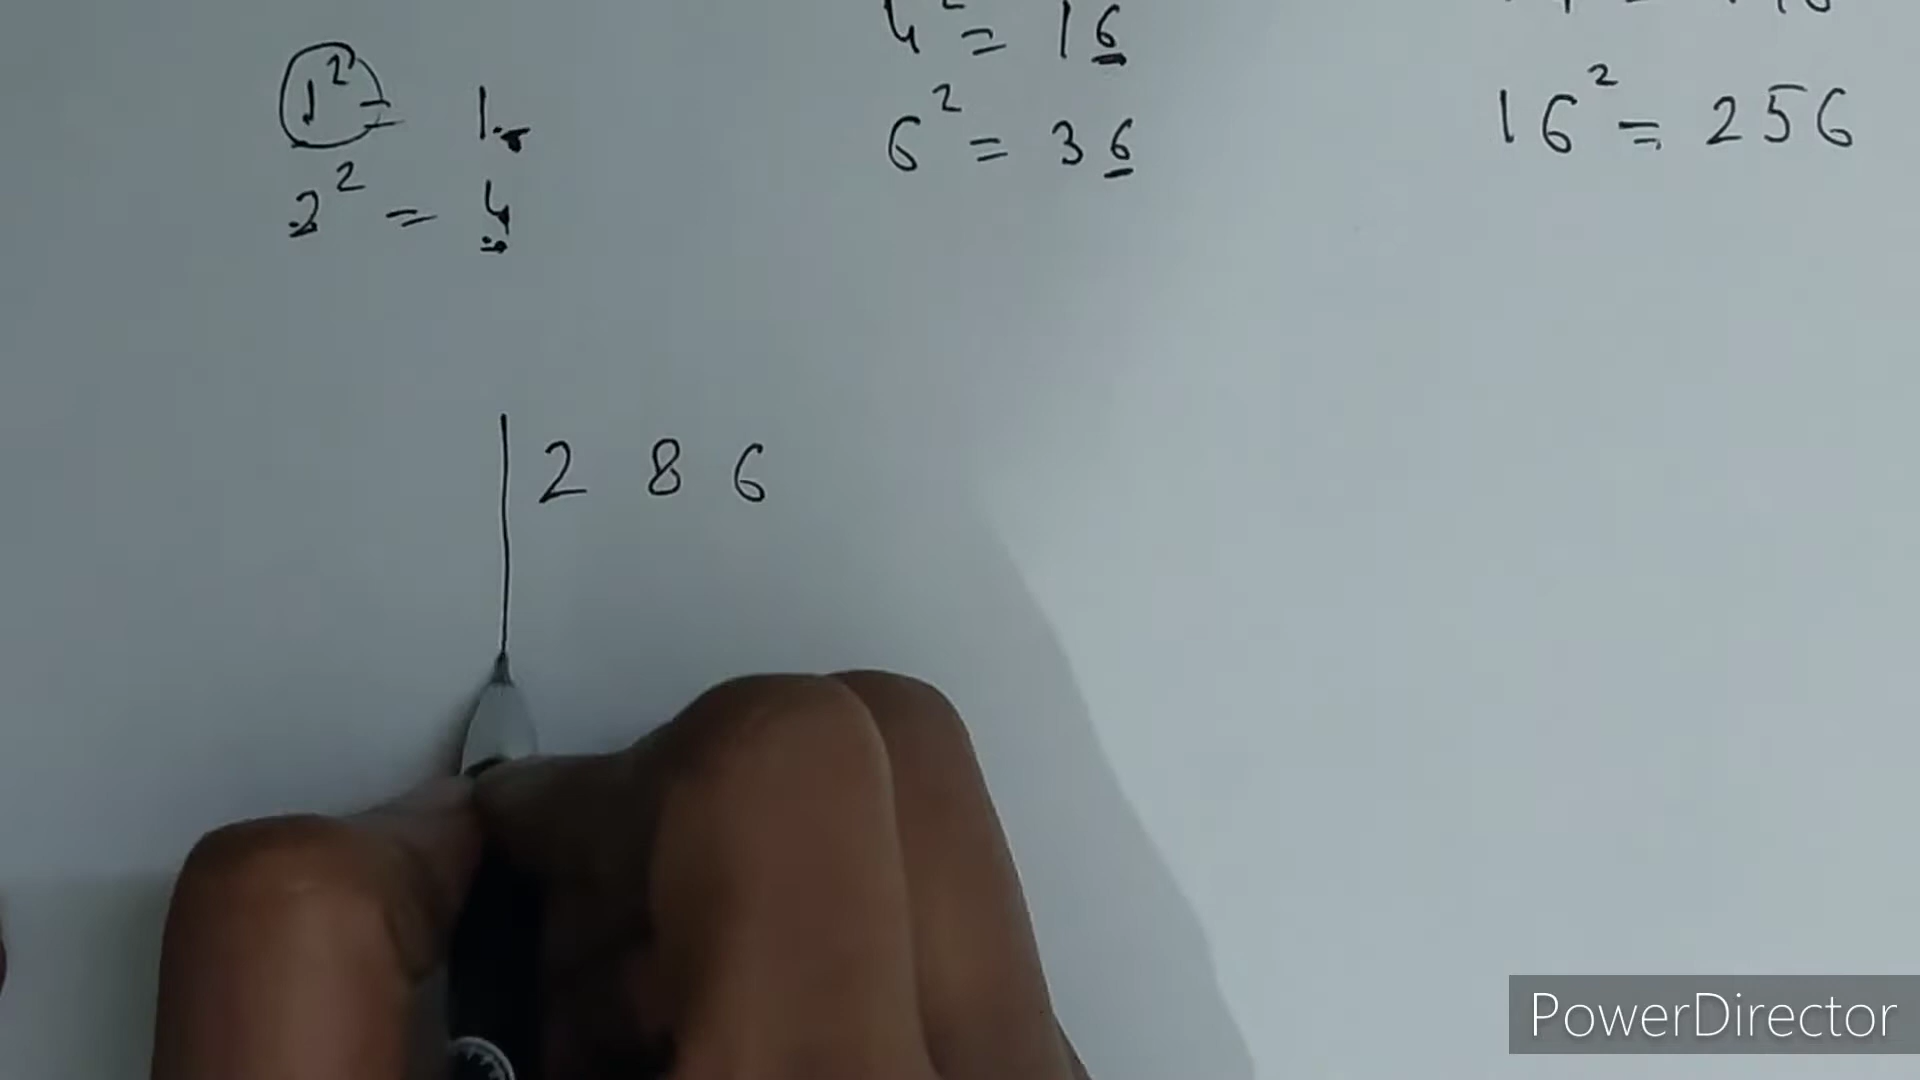 4² = 16
1² = 1
6² = 36
16² = 256
2² = 4
2 8 6
PowerDirector